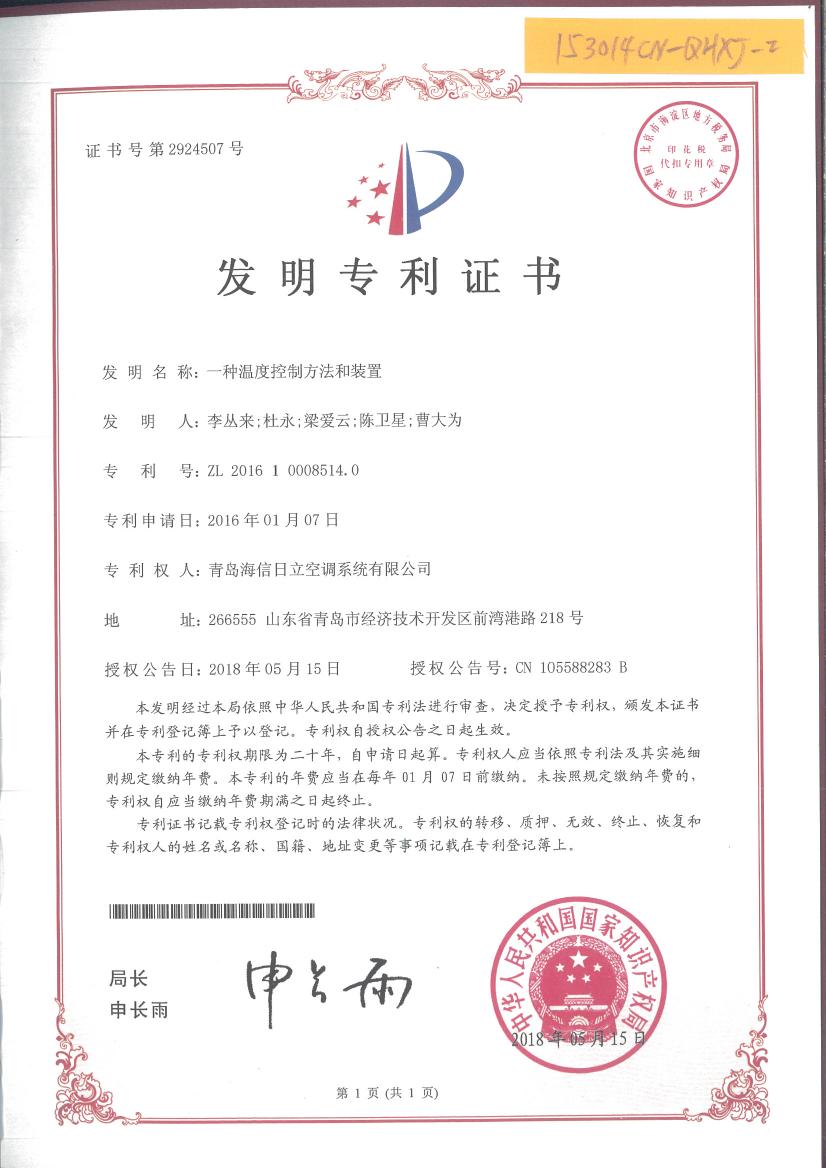 153014CN-QHXJ-2
证书号第2924507号
北京市海淀区地方税务局
印花税
代扣专用章
国家知识产权局
发明专利证书
发明名称：一种温度控制方法和装置
发明人：李丛来;杜永;梁爱云;陈卫星;曹大为
专利号：ZL 2016 1 0008514.0
专利申请日：2016年01月07日
专利权人：青岛海信日立空调系统有限公司
地址：266555 山东省青岛市经济技术开发区前湾港路218号
授权公告日：2018年05月15日 授权公告号：CN 105588283 B
本发明经过本局依照中华人民共和国专利法进行审查，决定授予专利权，颁发本证书
并在专利登记簿上予以登记。专利权自授权公告之日起生效。
本专利的专利权期限为二十年，自申请日起算。专利权人应当依照专利法及其实施细
则规定缴纳年费。本专利的年费应当在每年01月07日前缴纳。未按照规定缴纳年费的，
专利权自应当缴纳年费期满之日起终止。
专利证书记载专利权登记时的法律状况。专利权的转移、质押、无效、终止、恢复和
专利权人的姓名或名称、国籍、地址变更等事项记载在专利登记簿上。
局长
申长雨
申长雨
中华人民共和国国家知识产权局
2018年05月15日
第1页(共1页)